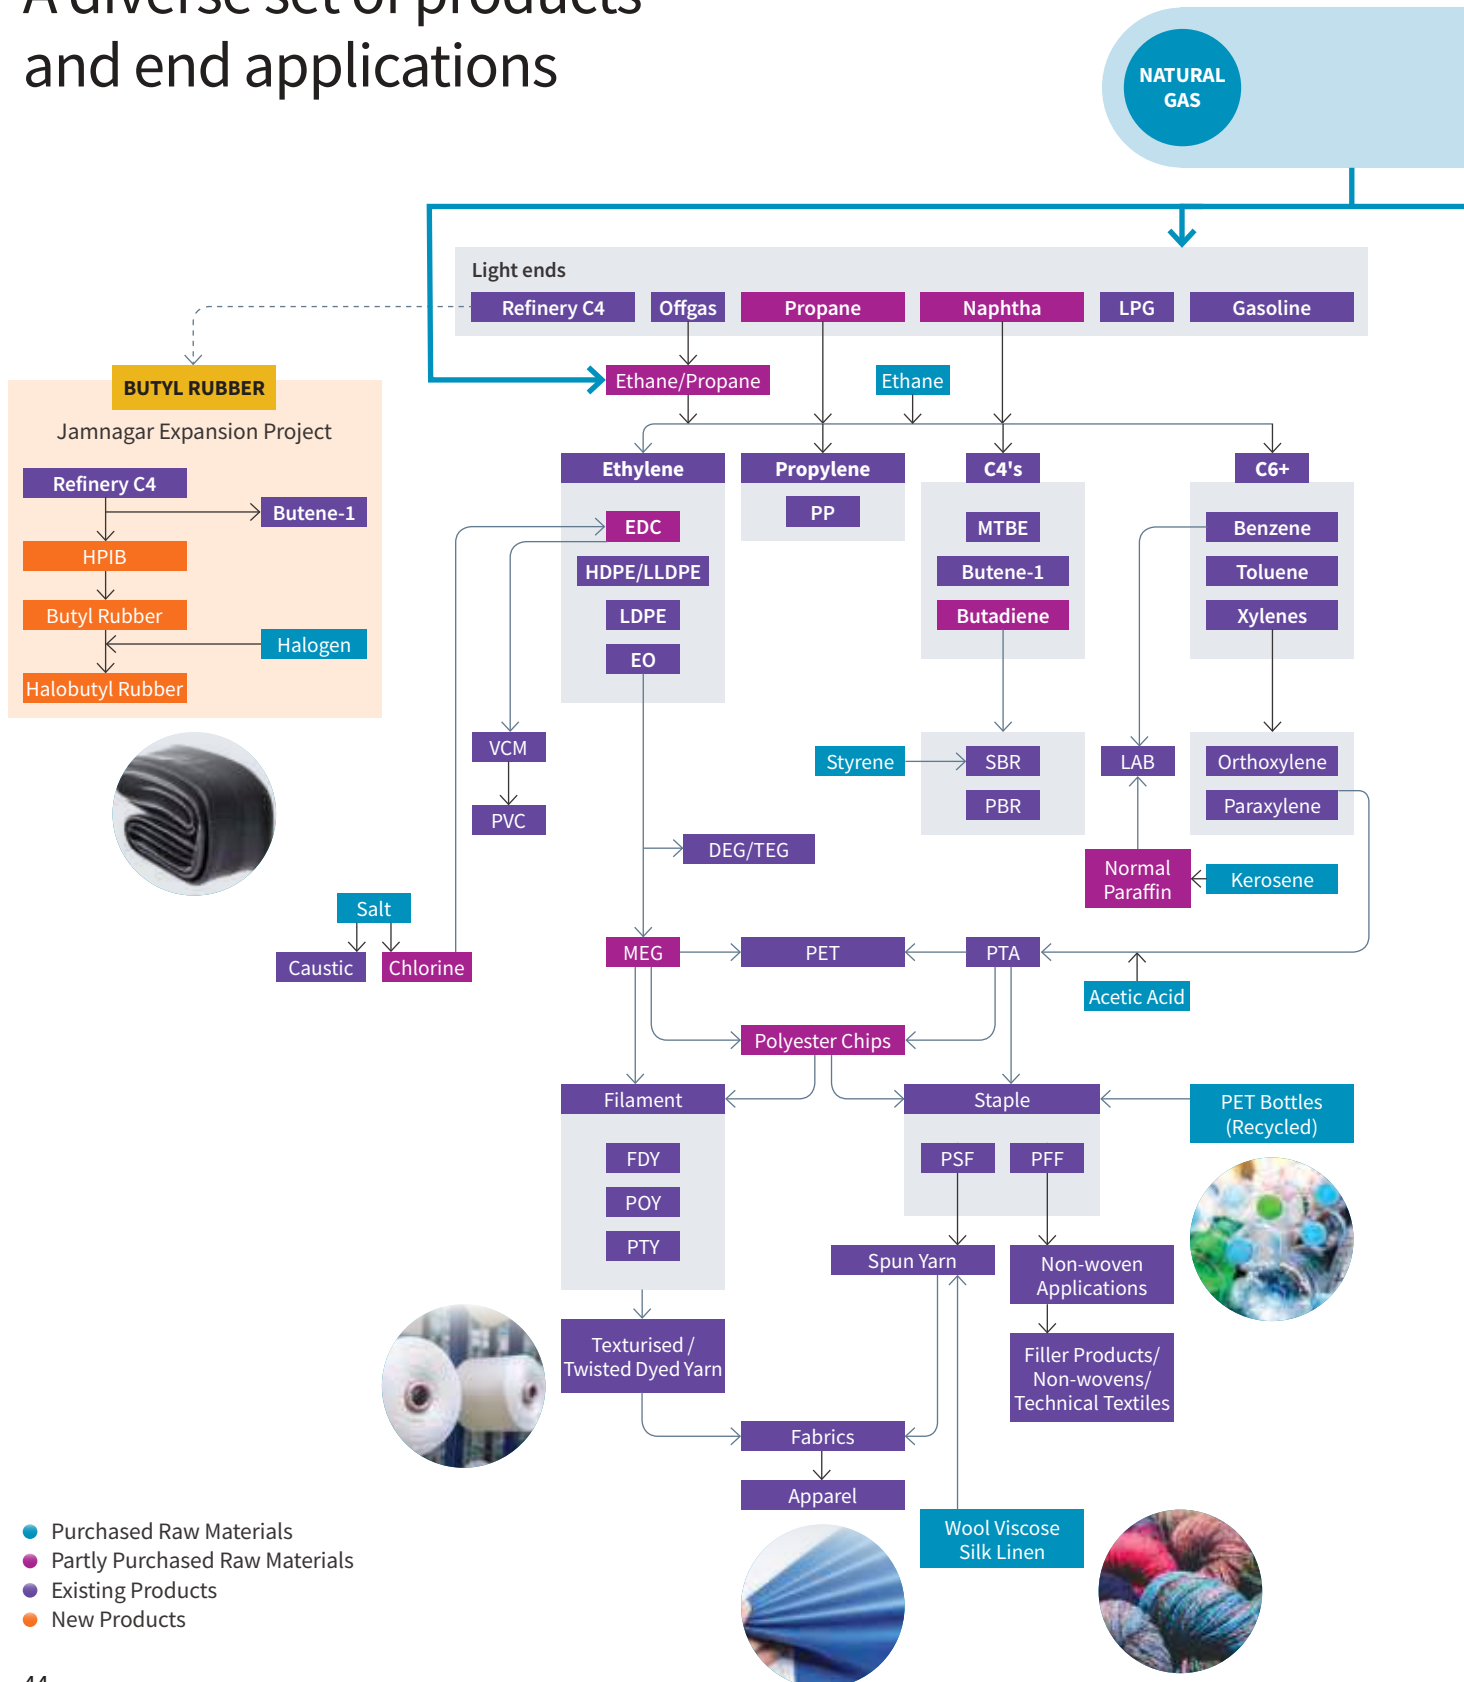 A diverse set of products
and end applications
NATURAL
GAS
Light ends
Refinery C4
Offgas
Propane
Naphtha
LPG
Gasoline
BUTYL RUBBER
Ethane/Propane
Ethane
Jamnagar Expansion Project
Refinery C4
Butene-1
HPIB
Butyl Rubber
Halogen
Halobutyl Rubber
Ethylene
Propylene
C4's
C6+
EDC
HDPE/LLDPE
LDPE
EO
PP
MTBE
Butene-1
Butadiene
Benzene
Toluene
Xylenes
VCM
PVC
Styrene
SBR
PBR
LAB
Orthoxylene
Paraxylene
DEG/TEG
Normal
Paraffin
Kerosene
Salt
Caustic
Chlorine
MEG
PET
PTA
Acetic Acid
Polyester Chips
Filament
Staple
PET Bottles
(Recycled)
FDY
POY
PTY
PSF
PFF
Spun Yarn
Non-woven
Applications
Texturised /
Twisted Dyed Yarn
Filler Products/
Non-wovens/
Technical Textiles
Fabrics
Apparel
Wool Viscose
Silk Linen
Purchased Raw Materials
Partly Purchased Raw Materials
Existing Products
New Products
44